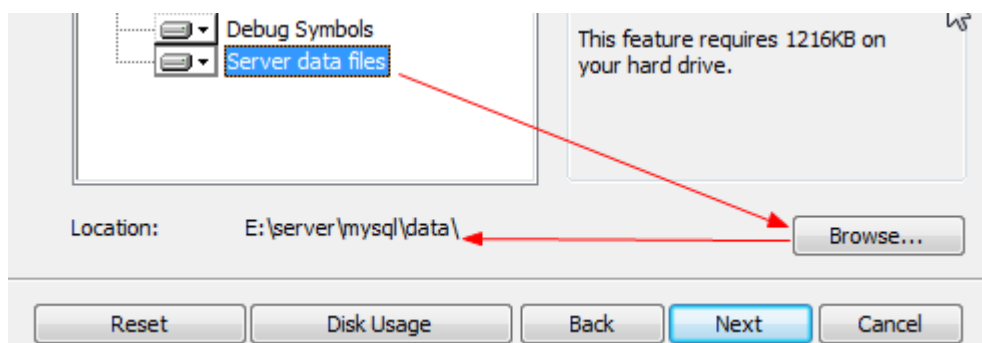 Debug Symbols
Server data files
This feature requires 1216KB on
your hard drive.
Location: E:\server\mysql\data\
Browse...
Reset Disk Usage Back Next Cancel